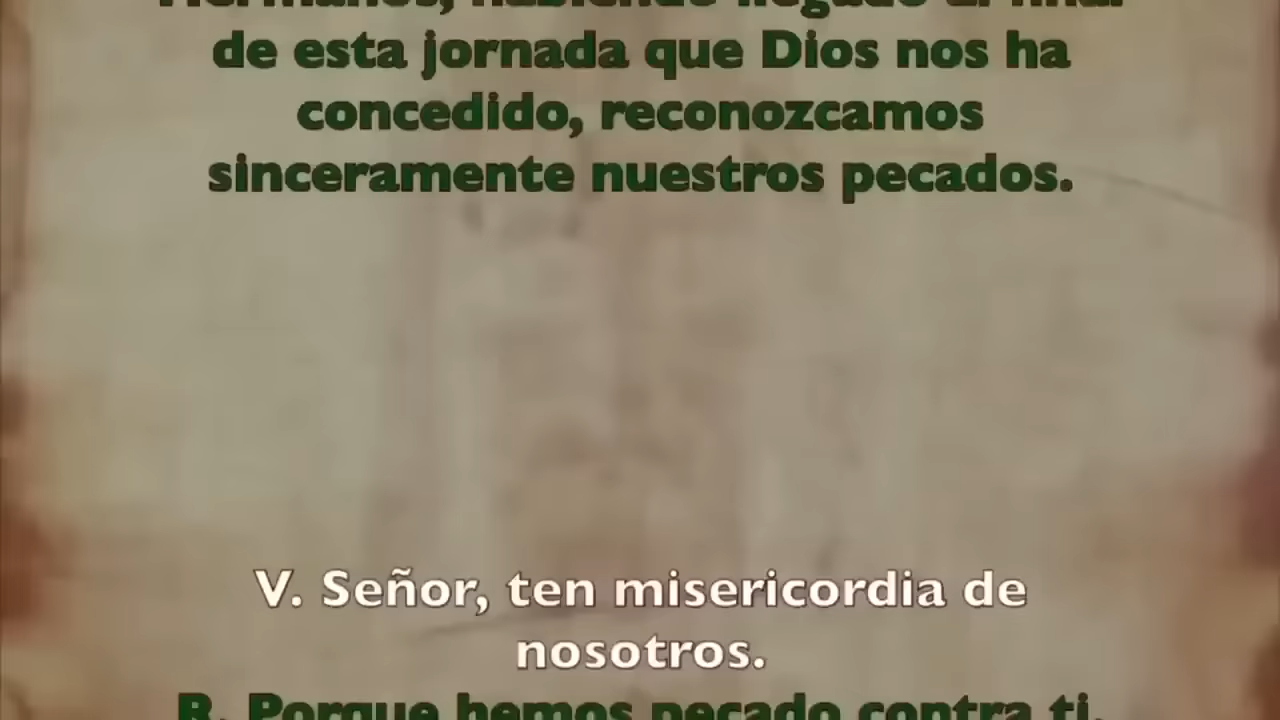 Hermanos, habiendo llegado al final
de esta jornada que Dios nos ha
concedido, reconozcamos
sinceramente nuestros pecados.
V. Señor, ten misericordia de
nosotros.
R. Porque hemos pecado contra ti.